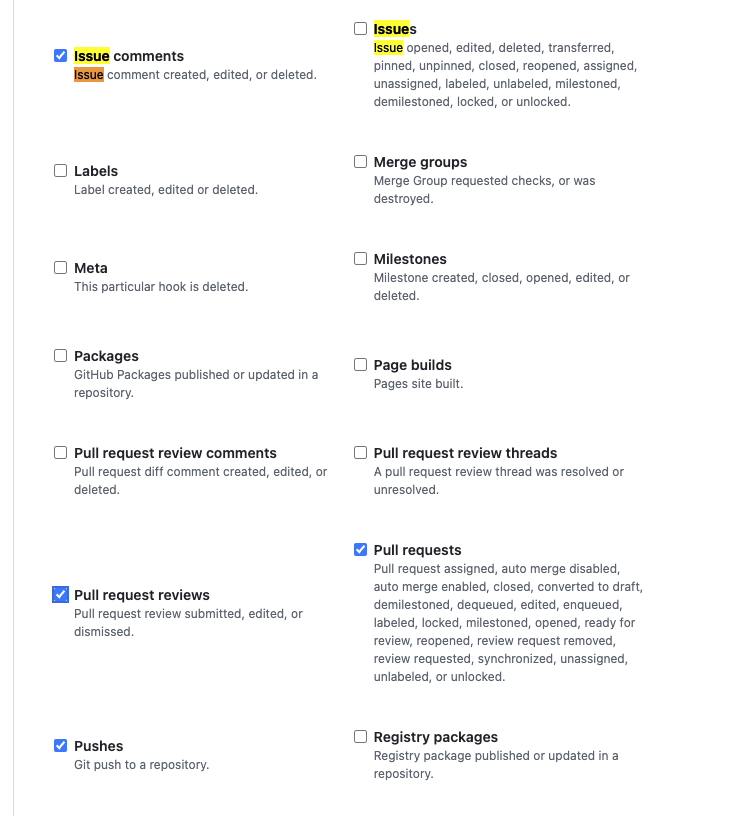 Issue comments
Issue comment created, edited, or deleted.
Issues
Issue opened, edited, deleted, transferred,
pinned, unpinned, closed, reopened, assigned,
unassigned, labeled, unlabeled, milestoned,
demilestoned, locked, or unlocked.
Labels
Label created, edited or deleted.
Merge groups
Merge Group requested checks, or was
destroyed.
Meta
This particular hook is deleted.
Milestones
Milestone created, closed, opened, edited, or
deleted.
Packages
GitHub Packages published or updated in a
repository.
Page builds
Pages site built.
Pull request review comments
Pull request diff comment created, edited, or
deleted.
Pull request review threads
A pull request review thread was resolved or
unresolved.
Pull request reviews
Pull request review submitted, edited, or
dismissed.
Pull requests
Pull request assigned, auto merge disabled,
auto merge enabled, closed, converted to draft,
demilestoned, dequeued, edited, enqueued,
labeled, locked, milestoned, opened, ready for
review, reopened, review request removed,
review requested, synchronized, unassigned,
unlabeled, or unlocked.
Pushes
Git push to a repository.
Registry packages
Registry package published or updated in a
repository.